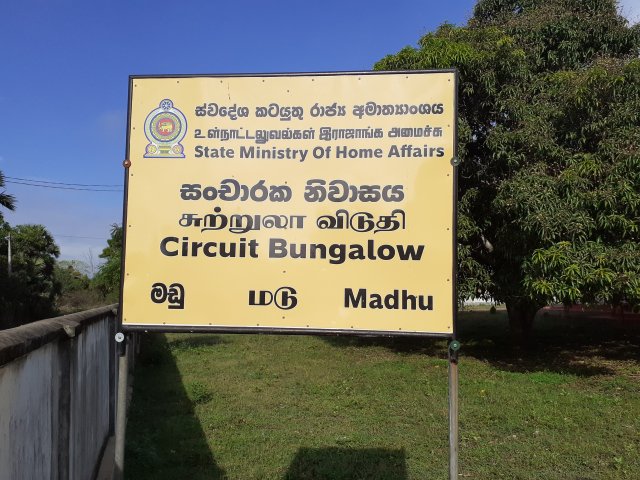 ස්වදේශ කටයුතු රාජ්‍ය අමාත්‍යාංශය
உள்நாட்டலுவல்கள் இராஜாங்க அமைச்சு
State Ministry Of Home Affairs
සංචාරක නිවාසය
சுற்றுலா விடுதி
Circuit Bungalow
මඩු மடு Madhu